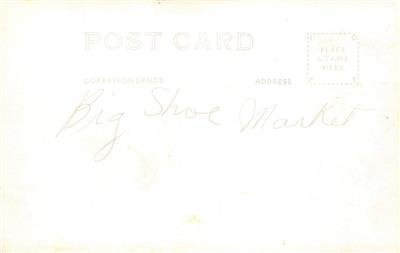 POST CARD
PLACE
STAMP
HERE
CORRESPONDENCE
ADDRESS
Big Shoe Market